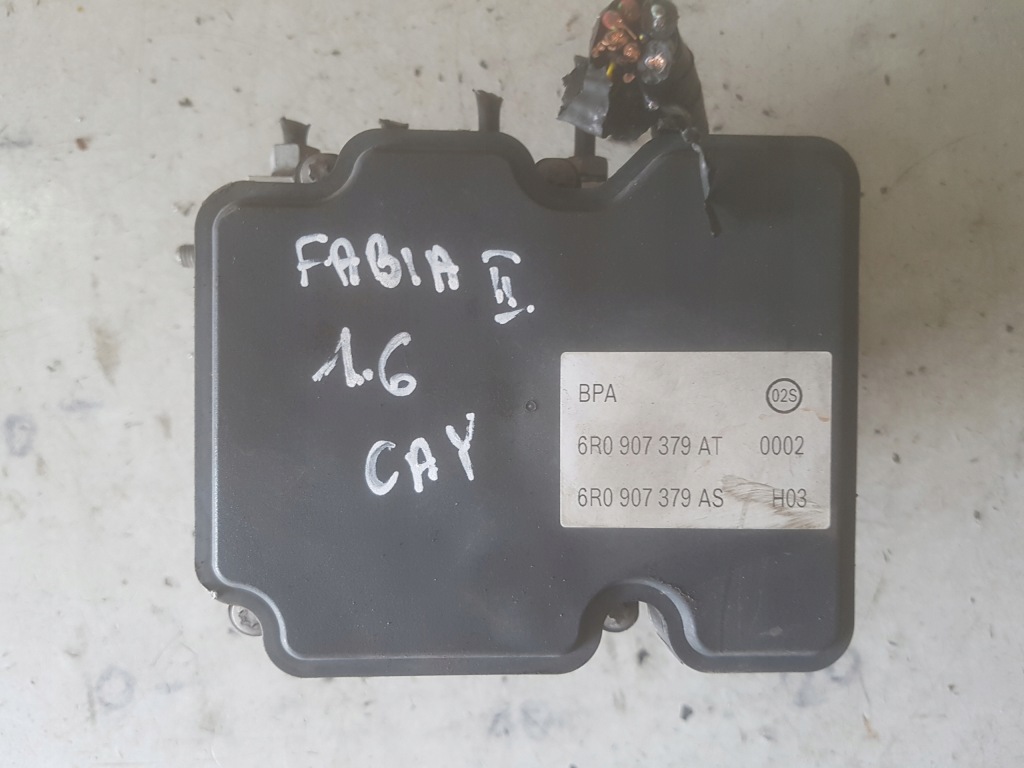 FABIA II.
1.6
CAY
BPA 02S
6R0 907 379 AT 0002
6R0 907 379 AS H03